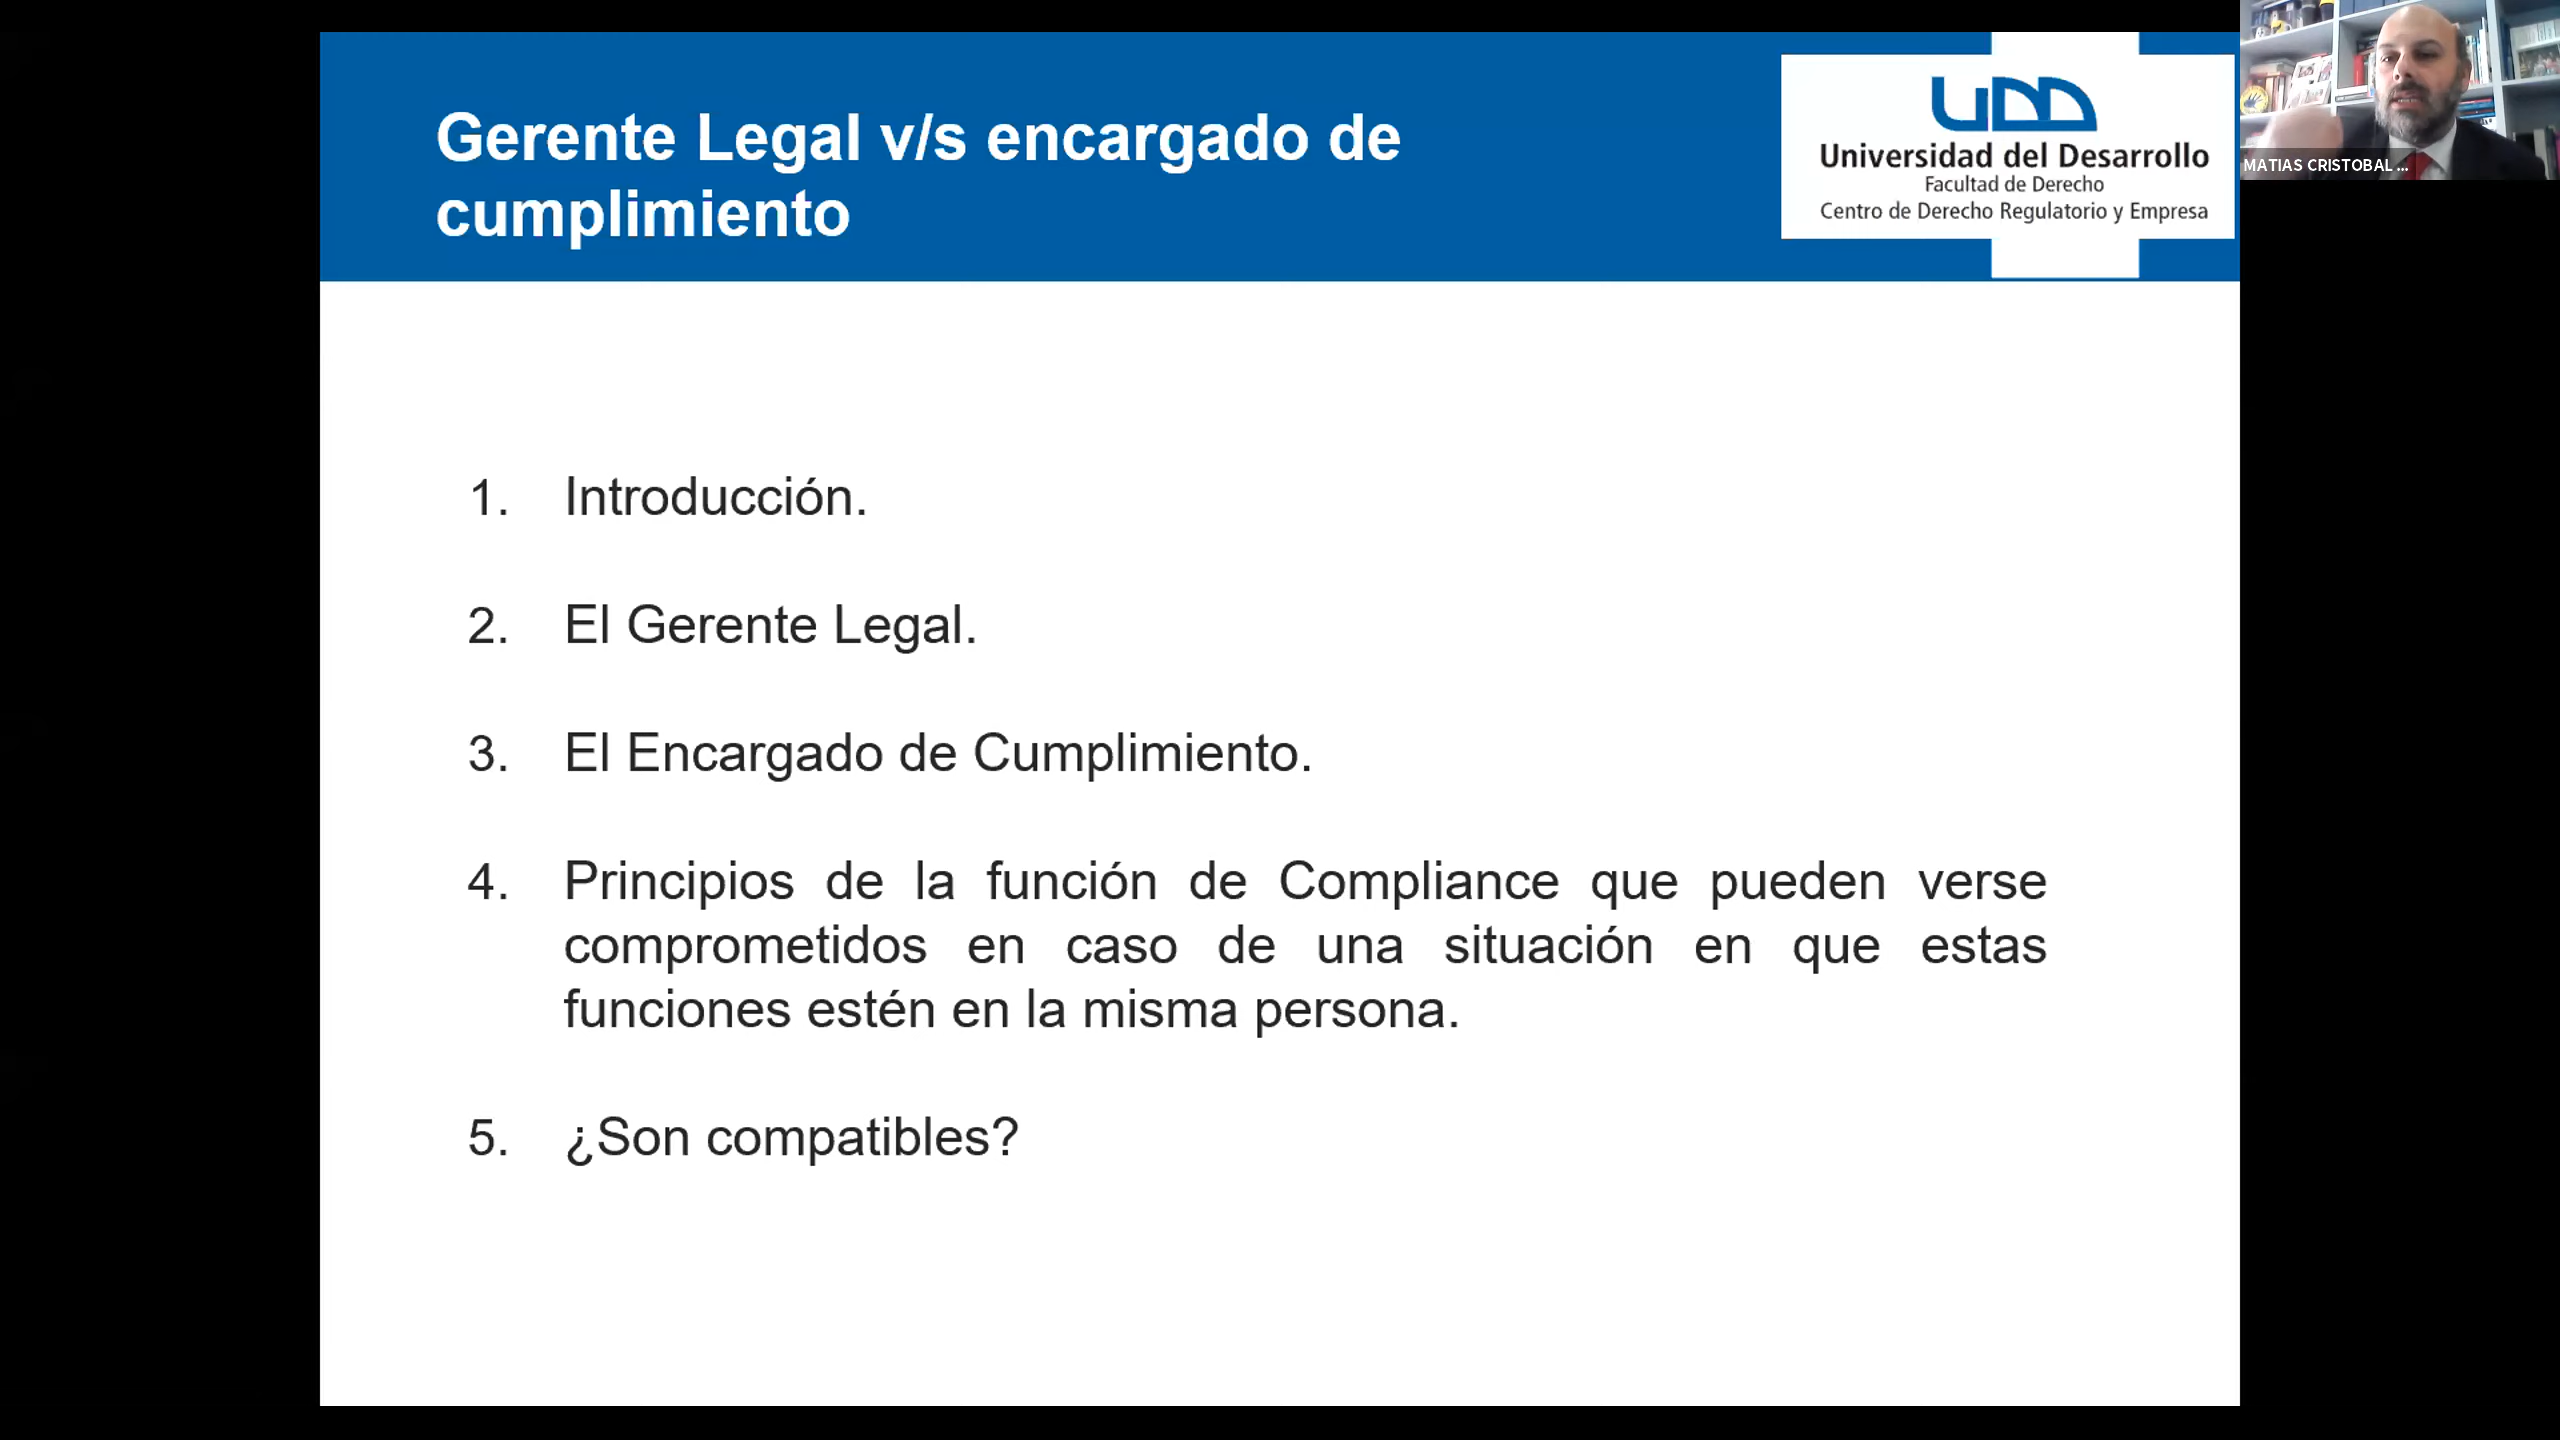 Gerente Legal v/s encargado de
cumplimiento
UDD
Universidad del Desarrollo
Facultad de Derecho
Centro de Derecho Regulatorio y Empresa
MATIAS CRISTOBAL ...
1. Introducción.
2. El Gerente Legal.
3. El Encargado de Cumplimiento.
4. Principios de la función de Compliance que pueden verse
comprometidos en caso de una situación en que estas
funciones estén en la misma persona.
5. ¿Son compatibles?